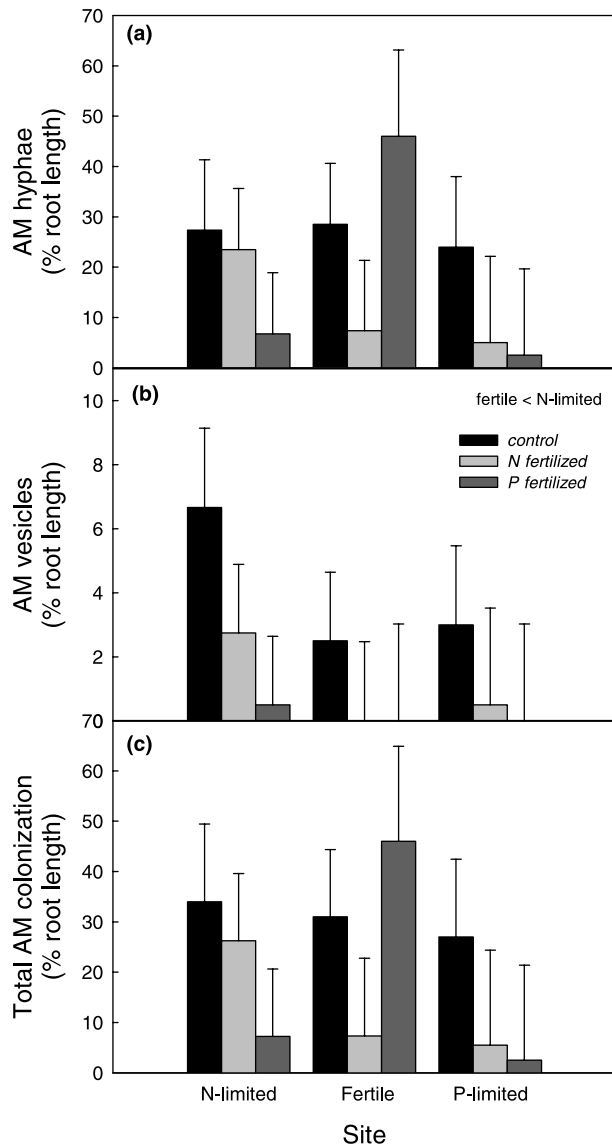 70
(a)
60
50
40
30
20
10
0
AM hyphae
(% root length)
(b)
fertile < N-limited
control
N fertilized
P fertilized
10
8
6
4
2
0
AM vesicles
(% root length)
70
(c)
60
50
40
30
20
10
0
Total AM colonization
(% root length)
N-limited Fertile P-limited
Site